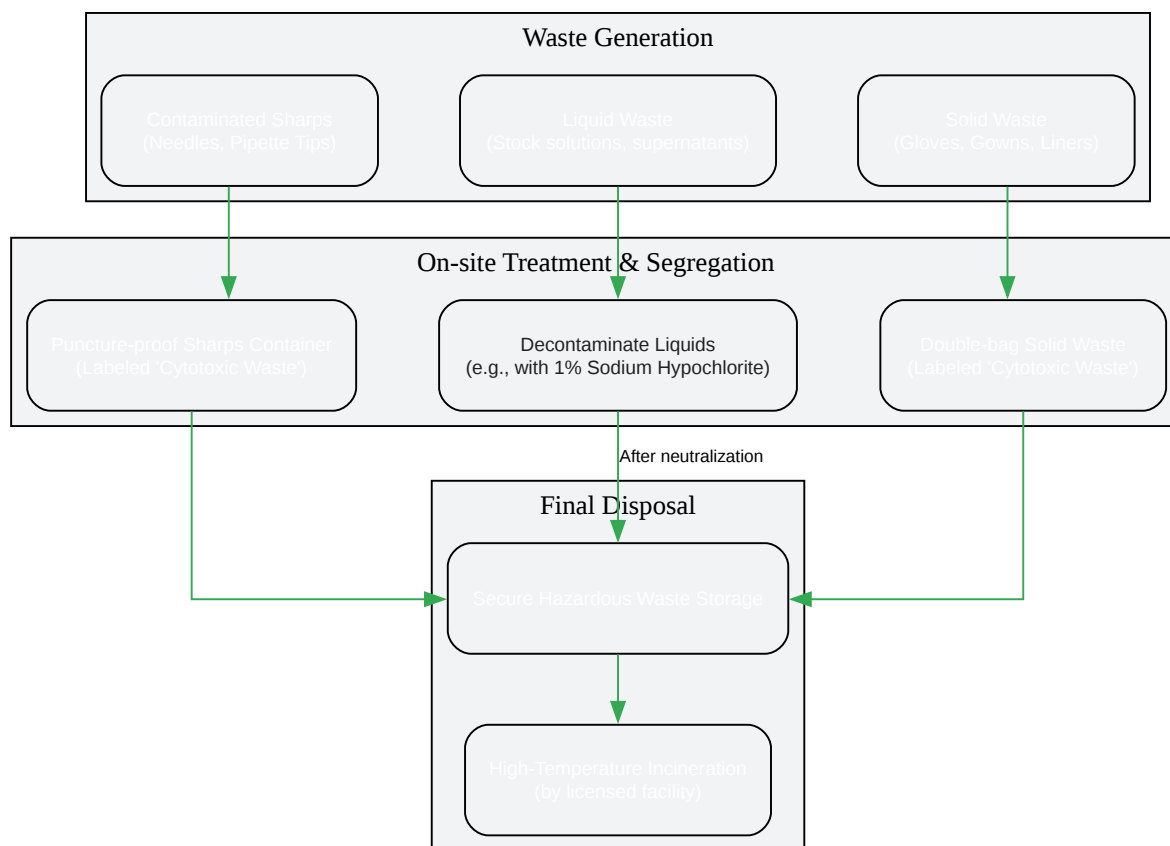 Waste Generation
Contaminated Sharps
(Needles, Pipette Tips)
Liquid Waste
(Stock solutions, supernatants)
Solid Waste
(Gloves, Gowns, Liners)
On-site Treatment & Segregation
Puncture-proof Sharps Container
(Labeled 'Cytotoxic Waste')
Decontaminate Liquids
(e.g., with 1% Sodium Hypochlorite)
Double-bag Solid Waste
(Labeled 'Cytotoxic Waste')
After neutralization
Final Disposal
Secure Hazardous Waste Storage
High-Temperature Incineration
(by licensed facility)